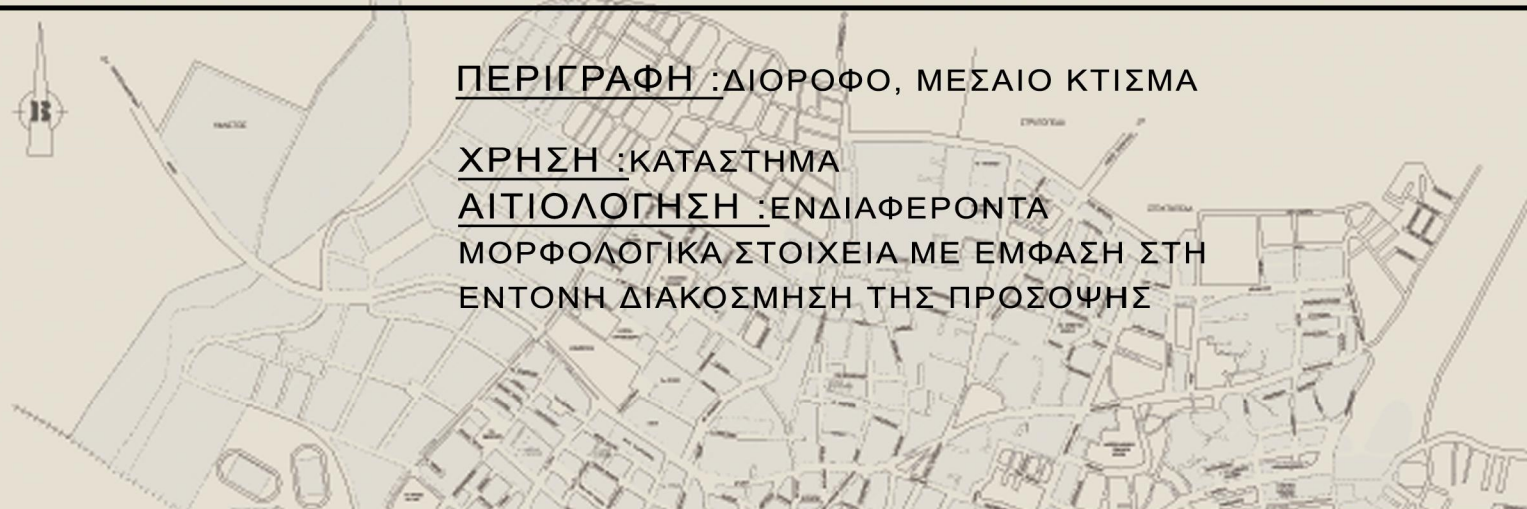 ΠΕΡΙΓΡΑΦΗ :ΔΙΟΡΟΦΟ, ΜΕΣΑΙΟ ΚΤΙΣΜΑ
ΧΡΗΣΗ :ΚΑΤΑΣΤΗΜΑ
ΑΙΤΙΟΛΟΓΗΣΗ :ΕΝΔΙΑΦΕΡΟΝΤΑ
ΜΟΡΦΟΛΟΓΙΚΑ ΣΤΟΙΧΕΙΑ ΜΕ ΕΜΦΑΣΗ ΣΤΗ
ΕΝΤΟΝΗ ΔΙΑΚΟΣΜΗΣΗ ΤΗΣ ΠΡΟΣΟΨΗΣ